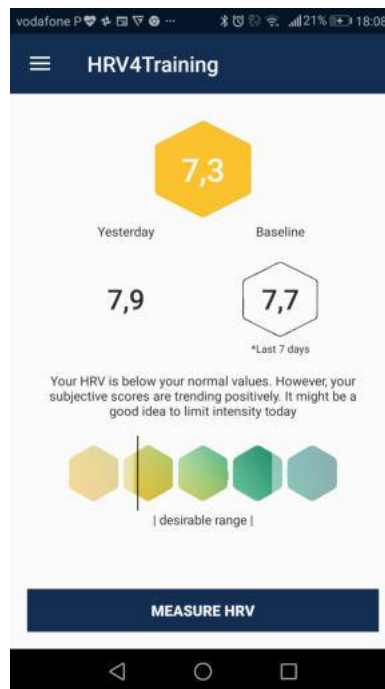 vodafone P ... 21% 18:08
HRV4Training
7,3
Yesterday Baseline
7,9 7,7
*Last 7 days
Your HRV is below your normal values. However, your
subjective scores are trending positively. It might be a
good idea to limit intensity today
| desirable range |
MEASURE HRV